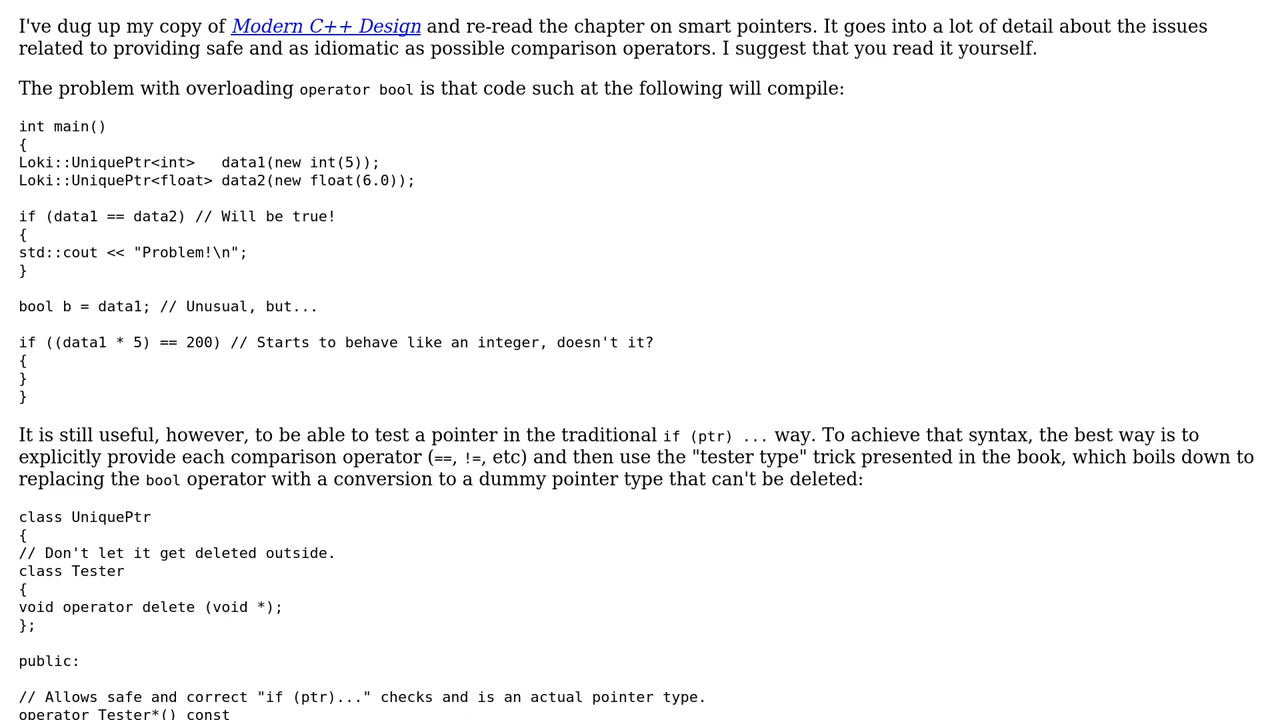 I've dug up my copy of Modern C++ Design and re-read the chapter on smart pointers. It goes into a lot of detail about the issues
related to providing safe and as idiomatic as possible comparison operators. I suggest that you read it yourself.
The problem with overloading operator bool is that code such at the following will compile:
int main()
{
Loki::UniquePtr<int>   data1(new int(5));
Loki::UniquePtr<float> data2(new float(6.0));
if (data1 == data2) // Will be true!
{
std::cout << "Problem!\n";
}
bool b = data1; // Unusual, but...
if ((data1 * 5) == 200) // Starts to behave like an integer, doesn't it?
{
}
}
It is still useful, however, to be able to test a pointer in the traditional if (ptr) ... way. To achieve that syntax, the best way is to
explicitly provide each comparison operator (==, !=, etc) and then use the "tester type" trick presented in the book, which boils down to
replacing the bool operator with a conversion to a dummy pointer type that can't be deleted:
class UniquePtr
{
// Don't let it get deleted outside.
class Tester
{
void operator delete (void *);
};
public:
// Allows safe and correct "if (ptr)..." checks and is an actual pointer type.
operator Tester*() const